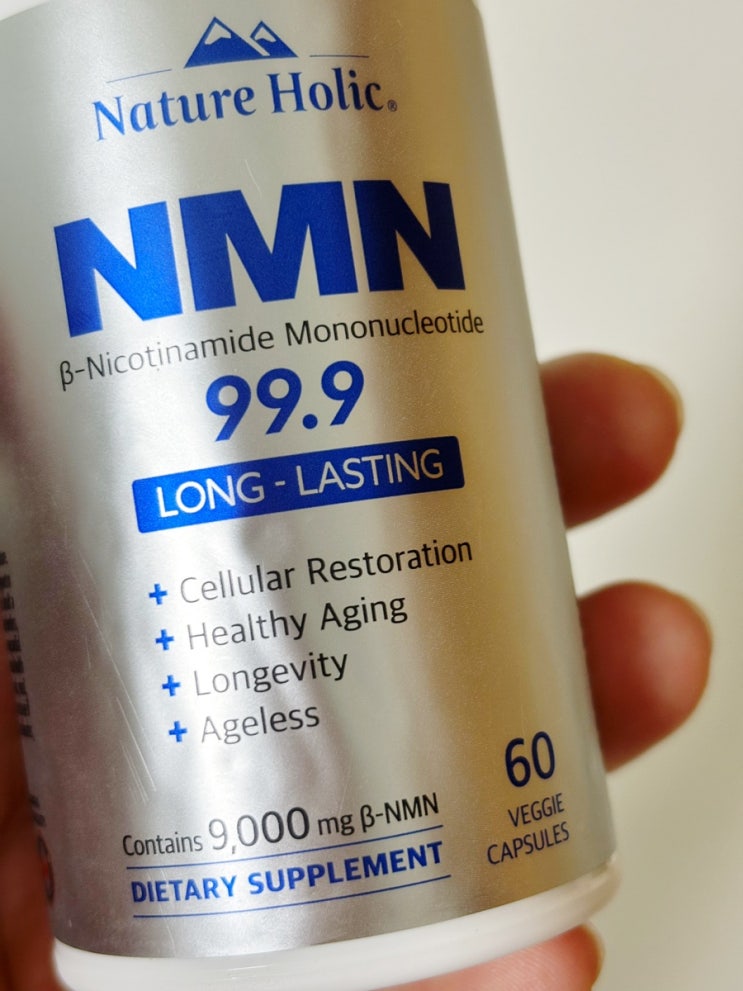 Nature Holic®
NMN
β-Nicotinamide Mononucleotide
99.9
LONG - LASTING
+ Cellular Restoration
+ Healthy Aging
+ Longevity
+ Ageless
Contains 9,000 mg β-NMN
DIETARY SUPPLEMENT
60
VEGGIE
CAPSULES